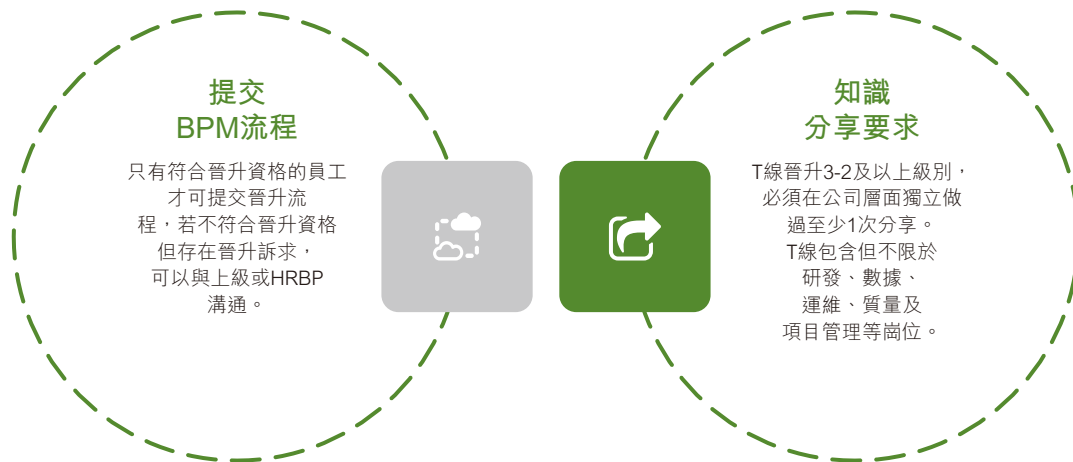 提交
BPM流程
只有符合晉升資格的員工
才可提交晉升流
程，若不符合晉升資格
但存在晉升訴求，
可以與上級或HRBP
溝通。
知識
分享要求
T線晉升3-2及以上級別，
必須在公司層面獨立做
過至少1次分享。
T線包含但不限於
研發、數據、
運維、質量及
項目管理等崗位。